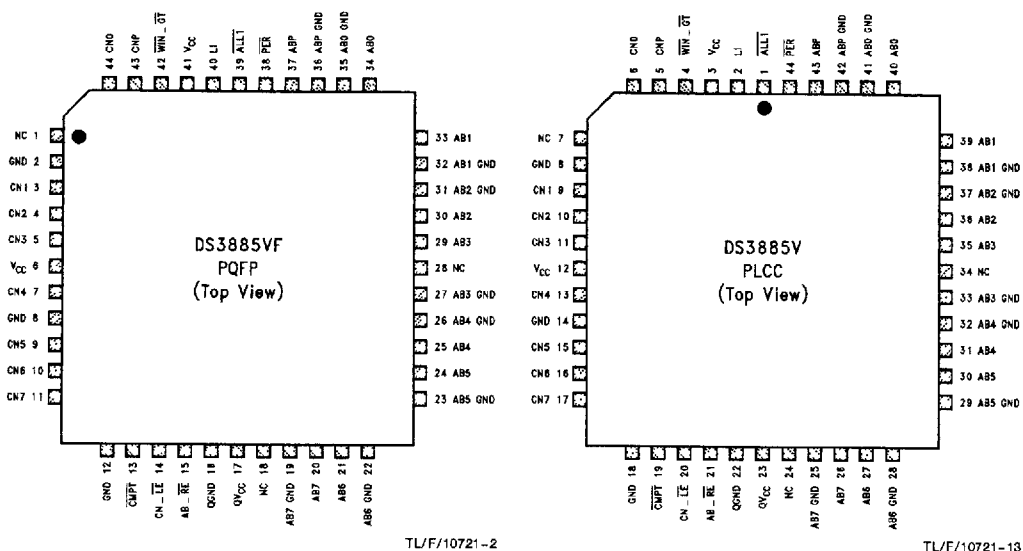 44 CN0
43 CNP
42 WIN_GT
41 VCC
40 LI
39 ALL1
38 PER
37 ABP
36 ABP GND
35 AB0 GND
34 AB0
NC 1
GND 2
CN1 3
CN2 4
CN3 5
VCC 6
CN4 7
GND 8
CN5 9
CN6 10
CN7 11
DS3885VF
PQFP
(Top View)
33 AB1
32 AB1 GND
31 AB2 GND
30 AB2
29 AB3
28 NC
27 AB3 GND
26 AB4 GND
25 AB4
24 AB5
23 AB5 GND
GND 12
CMPT 13
CN_LE 14
AB_RE 15
QGND 16
QVCC 17
NC 18
AB7 GND 19
AB7 20
AB6 21
AB6 GND 22
TL/F/10721-2
6 CN0
5 CNP
4 WIN_GT
3 VCC
2 LI
1 ALL1
44 PER
43 ABP
42 ABP GND
41 AB0 GND
40 AB0
NC 7
GND 8
CN1 9
CN2 10
CN3 11
VCC 12
CN4 13
GND 14
CN5 15
CN6 16
CN7 17
DS3885V
PLCC
(Top View)
39 AB1
38 AB1 GND
37 AB2 GND
36 AB2
35 AB3
34 NC
33 AB3 GND
32 AB4 GND
31 AB4
30 AB5
29 AB5 GND
GND 18
CMPT 19
CN_LE 20
AB_RE 21
QGND 22
QVCC 23
NC 24
AB7 GND 25
AB7 26
AB6 27
AB6 GND 28
TL/F/10721-13